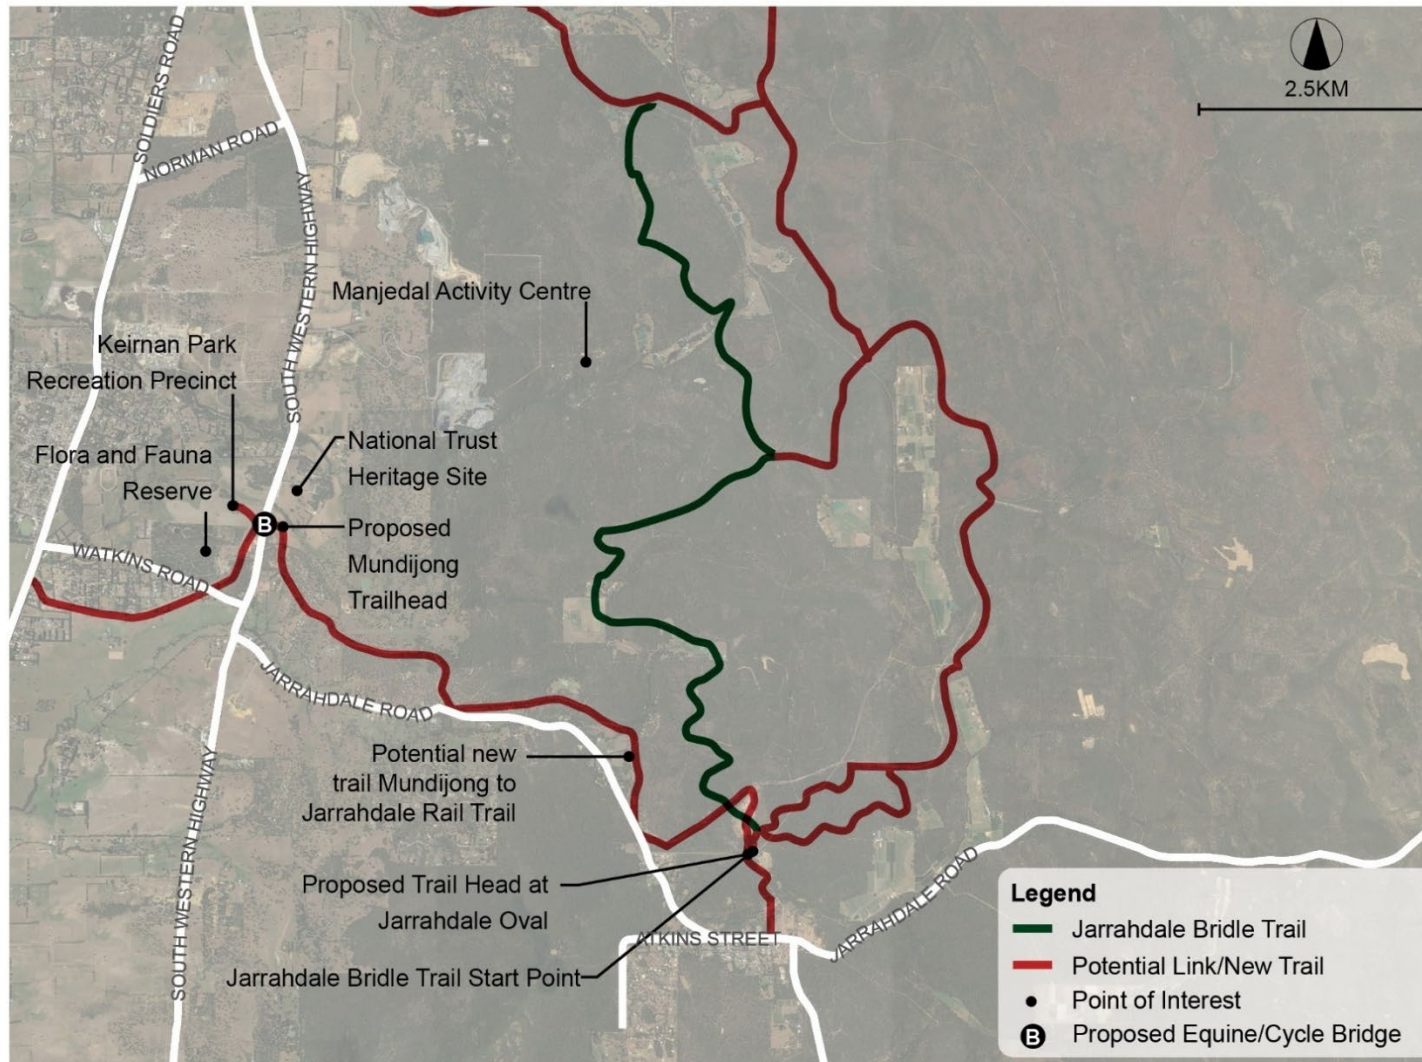 2.5KM
SOLDIERS ROAD
NORMAN ROAD
SOUTH WESTERN HIGHWAY
Manjedal Activity Centre
Keirnan Park
Recreation Precinct
National Trust
Heritage Site
Flora and Fauna
Reserve
B
Proposed
Mundijong
Trailhead
WATKINS ROAD
JARRAHDALE ROAD
Potential new
trail Mundijong to
Jarrahdale Rail Trail
SOUTH WESTERN HIGHWAY
Proposed Trail Head at
Jarrahdale Oval
JARRAHDALE ROAD
ATKINS STREET
Jarrahdale Bridle Trail Start Point
Legend
Jarrahdale Bridle Trail
Potential Link/New Trail
Point of Interest
B Proposed Equine/Cycle Bridge